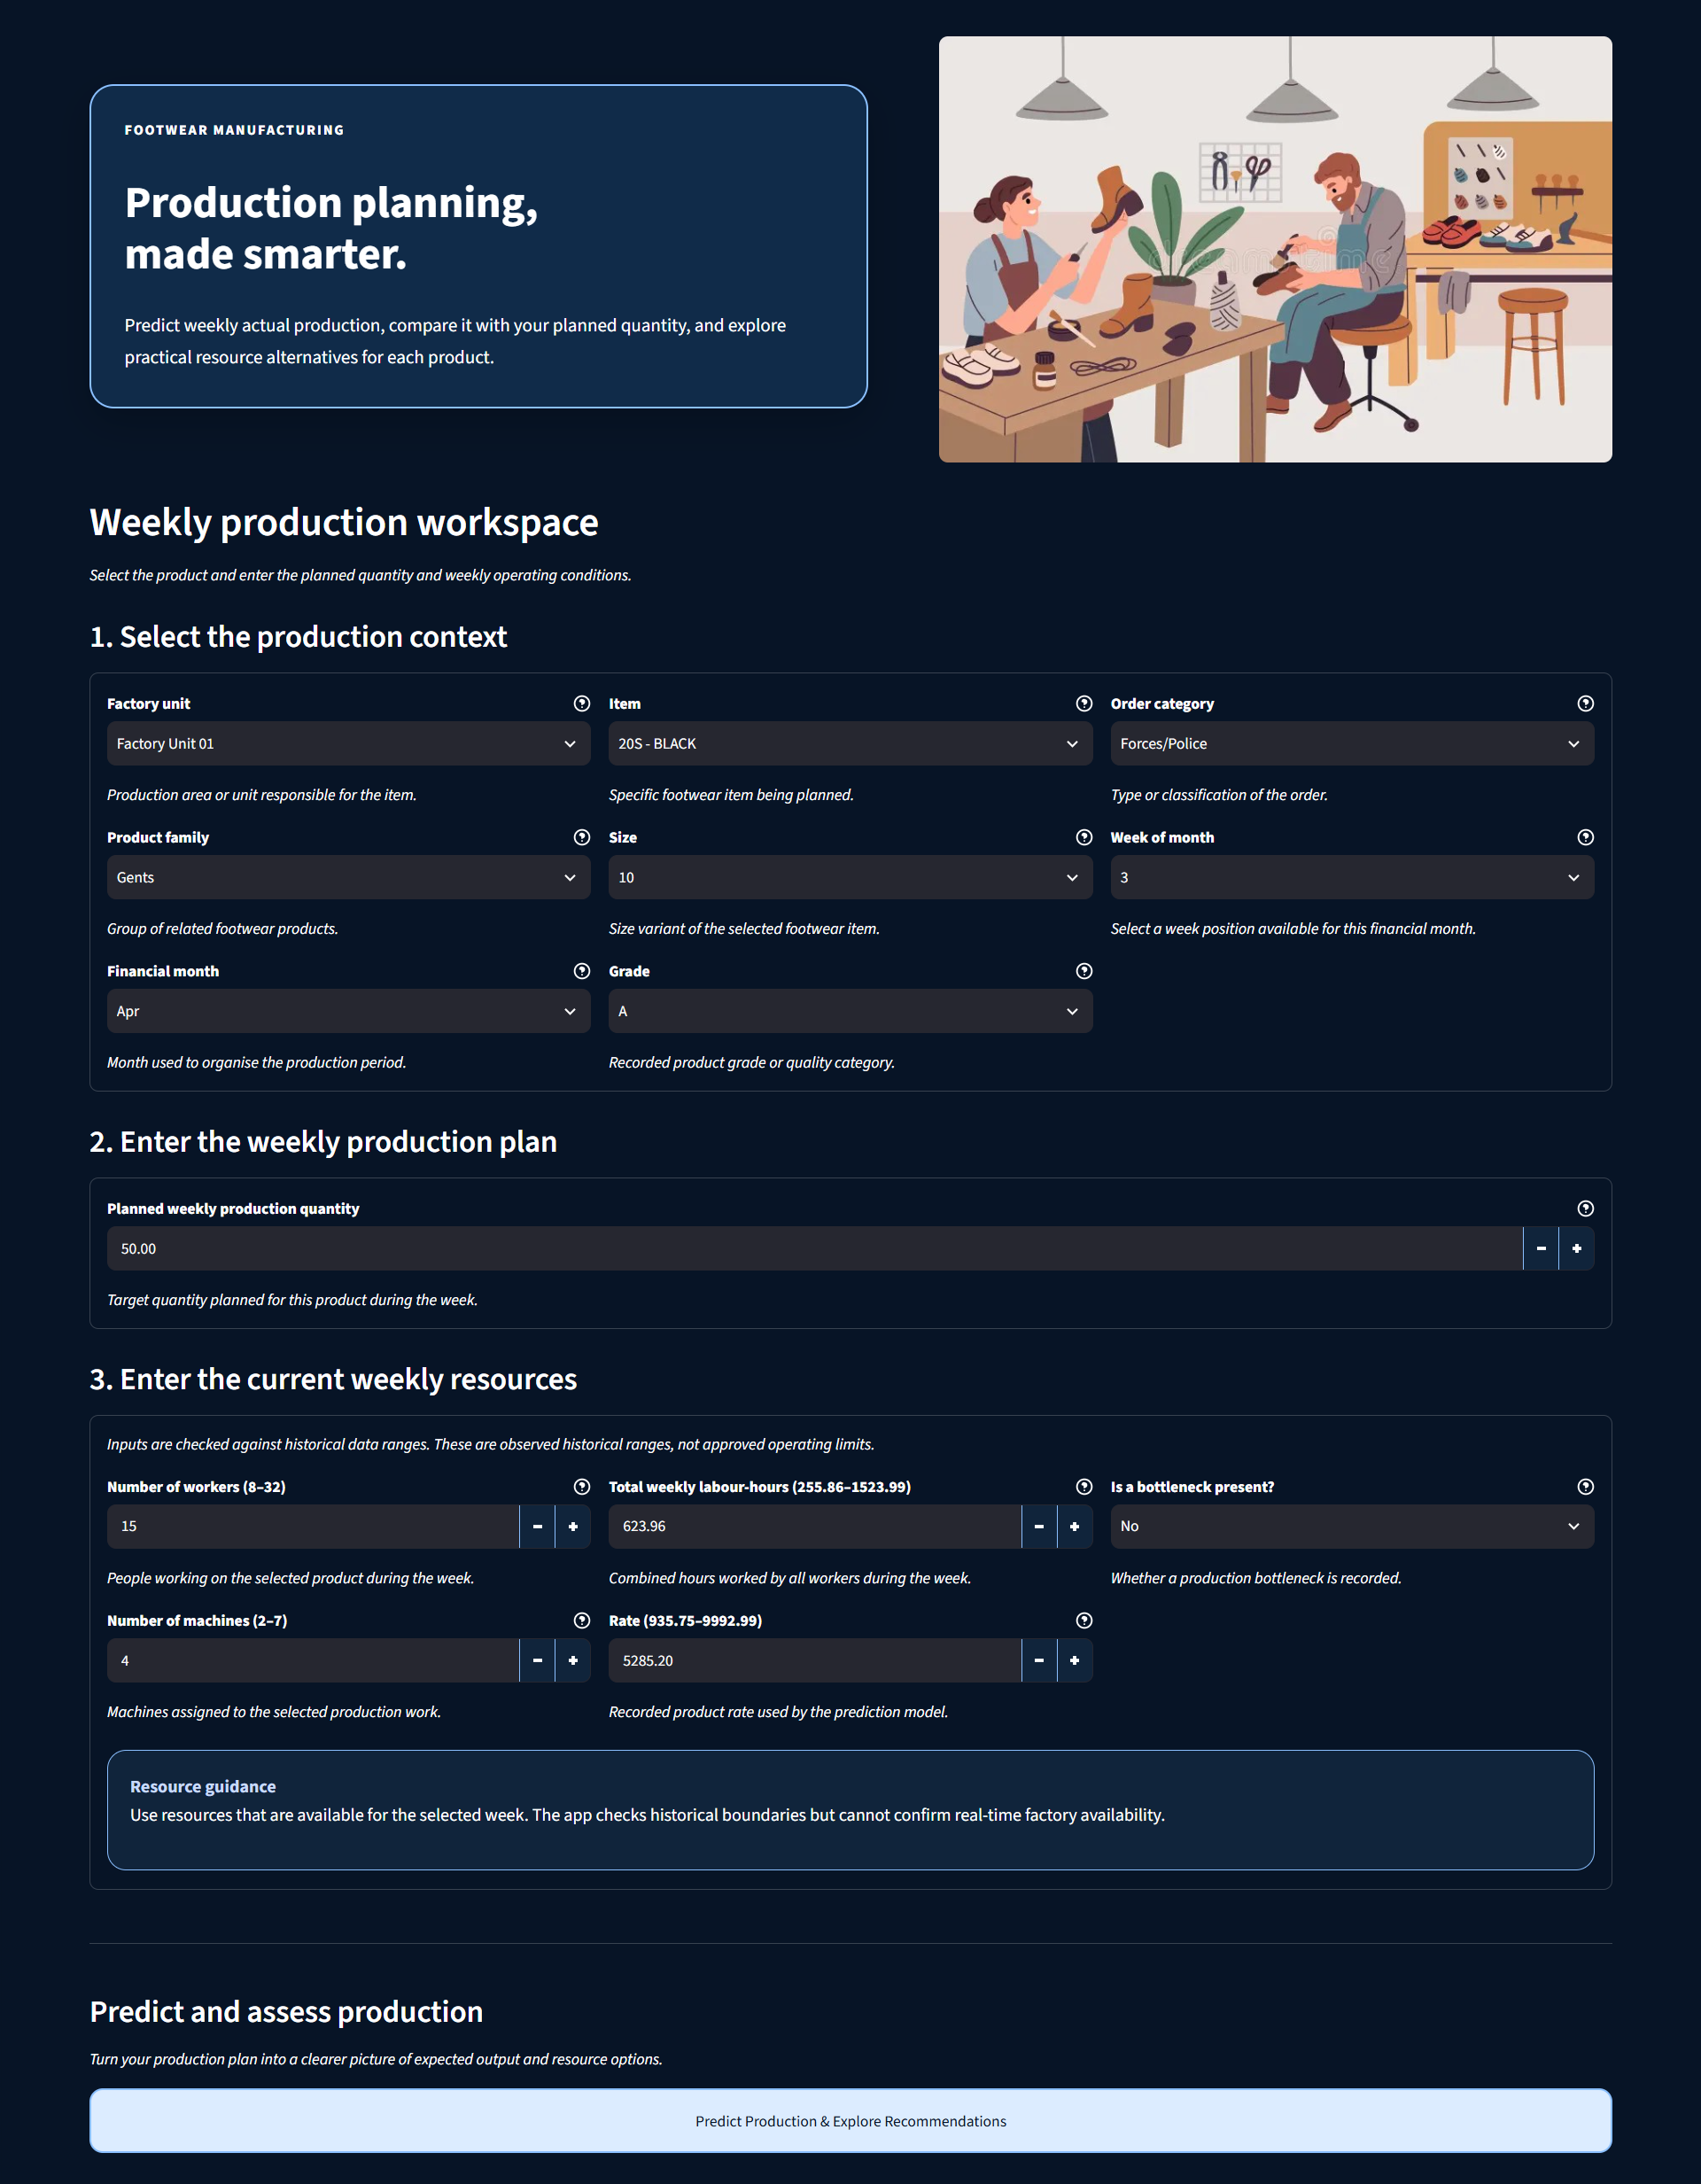 FOOTWEAR MANUFACTURING
Production planning,
made smarter.
Predict weekly actual production, compare it with your planned quantity, and explore
practical resource alternatives for each product.
Weekly production workspace
Select the product and enter the planned quantity and weekly operating conditions.
1. Select the production context
Factory unit
Item
Order category
Factory Unit 01
20S - BLACK
Forces/Police
Production area or unit responsible for the item.
Specific footwear item being planned.
Type or classification of the order.
Product family
Size
Week of month
Gents
10
3
Group of related footwear products.
Size variant of the selected footwear item.
Select a week position available for this financial month.
Financial month
Grade
Apr
A
Month used to organise the production period.
Recorded product grade or quality category.
2. Enter the weekly production plan
Planned weekly production quantity
50.00
Target quantity planned for this product during the week.
3. Enter the current weekly resources
Inputs are checked against historical data ranges. These are observed historical ranges, not approved operating limits.
Number of workers (8–32)
Total weekly labour-hours (255.86–1523.99)
Is a bottleneck present?
15
623.96
No
People working on the selected product during the week.
Combined hours worked by all workers during the week.
Whether a production bottleneck is recorded.
Number of machines (2–7)
Rate (935.75–9992.99)
4
5285.20
Machines assigned to the selected production work.
Recorded product rate used by the prediction model.
Resource guidance
Use resources that are available for the selected week. The app checks historical boundaries but cannot confirm real-time factory availability.
Predict and assess production
Turn your production plan into a clearer picture of expected output and resource options.
Predict Production & Explore Recommendations